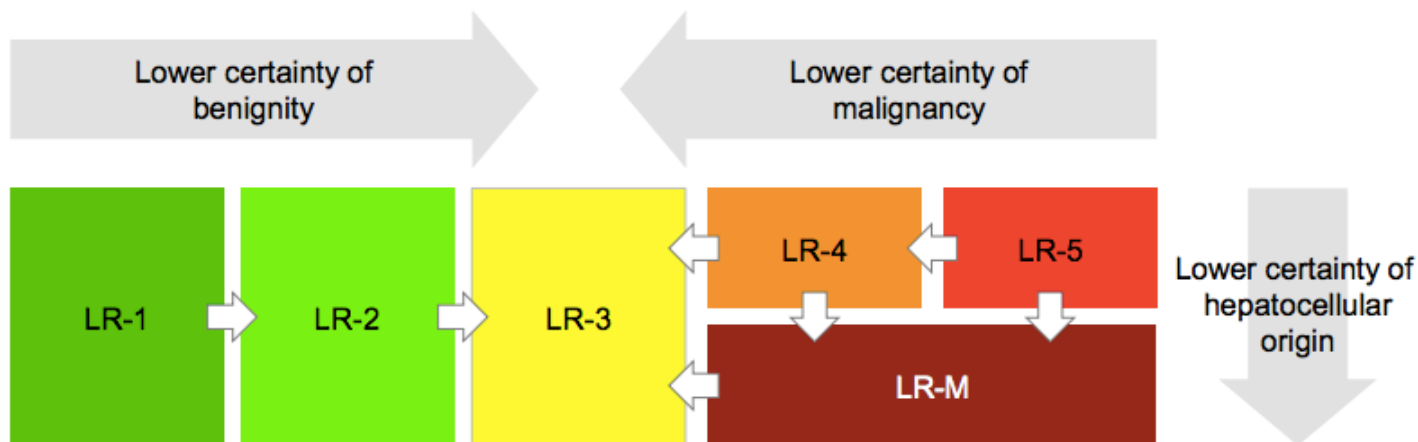 Lower certainty of
benignity
Lower certainty of
malignancy
LR-1
LR-2
LR-3
LR-4
LR-5
LR-M
Lower certainty of
hepatocellular
origin